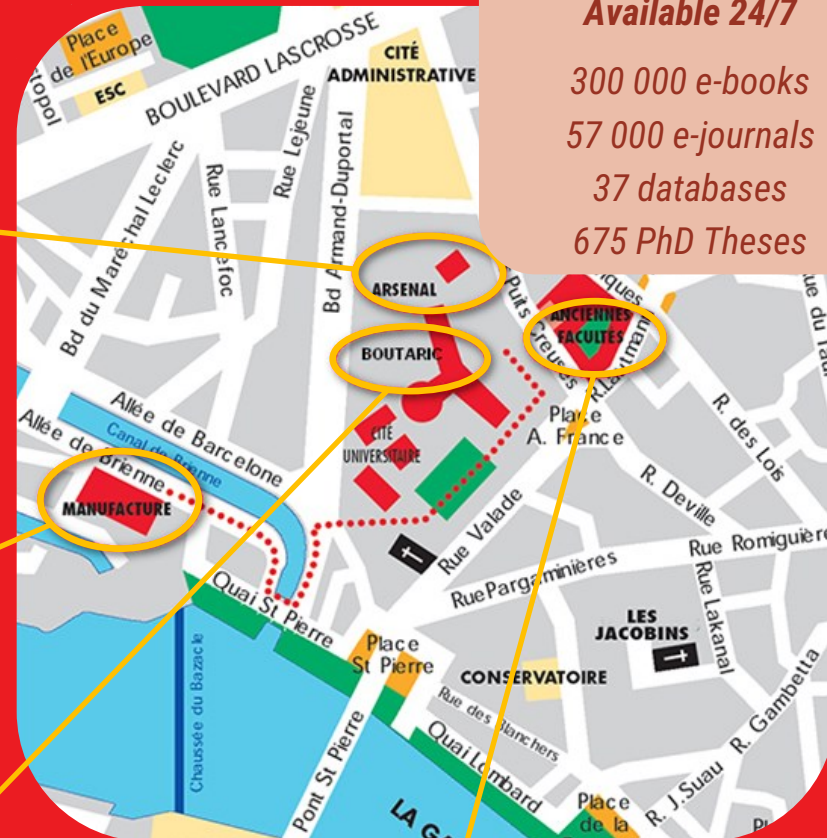 Available 24/7
300 000 e-books
57 000 e-journals
37 databases
675 PhD Theses
Place
de l'Europe
ESC
BOULEVARD LASCROSSE
CITÉ
ADMINISTRATIVE
Bd du Maréchal Leclerc
Rue Lancefoc
Rue Lejeune
Bd Armand-Duportal
ARSENAL
BOUTARIC
ANCIENNES
FACULTÉS
Puits Creusés
R.Lautmann
Place
A. France
CITÉ
UNIVERSITAIRE
Allée de Barcelone
Canal de Brienne
Allée de Brienne
MANUFACTURE
R. des Lois
R. Deville
Rue Valade
Rue Pargaminières
Rue Romiguière
Rue Lakanal
LES
JACOBINS
Quai St Pierre
Place
St Pierre
CONSERVATOIRE
Rue des Blanchers
Quai Lombard
Chaussée du Bazacle
Pont St Pierre
LA GA
Place
de la
R. J.Suau
R. Gambetta